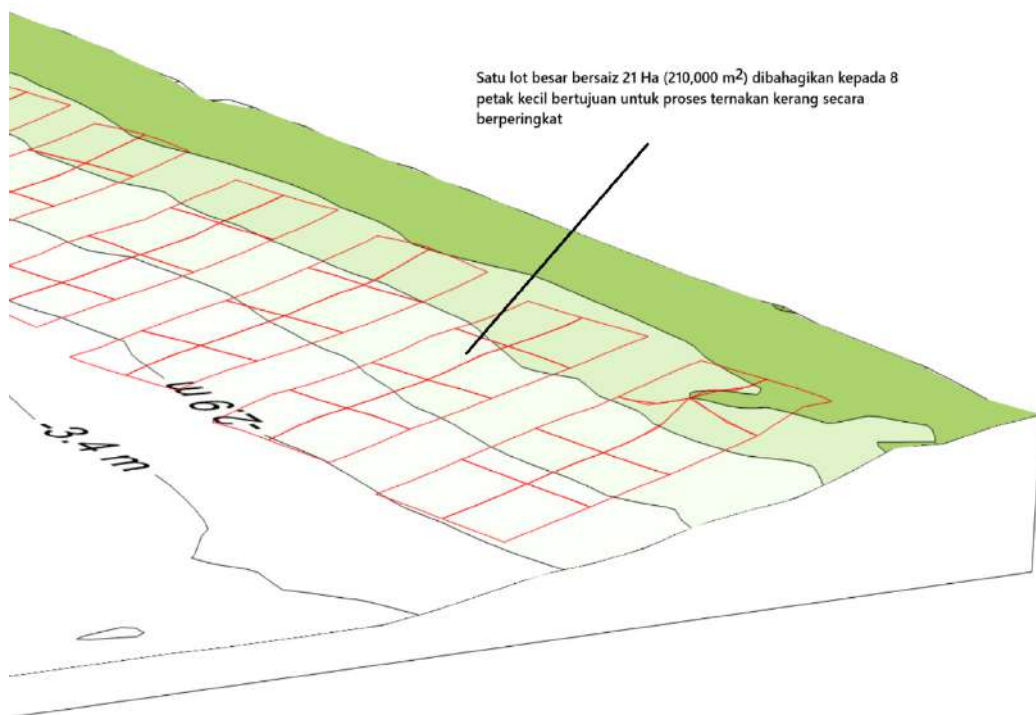 Satu lot besar bersaiz 21 Ha (210,000 m²) dibahagikan kepada 8
petak kecil bertujuan untuk proses ternakan kerang secara
berperingkat
-2.9 m
-3.4 m